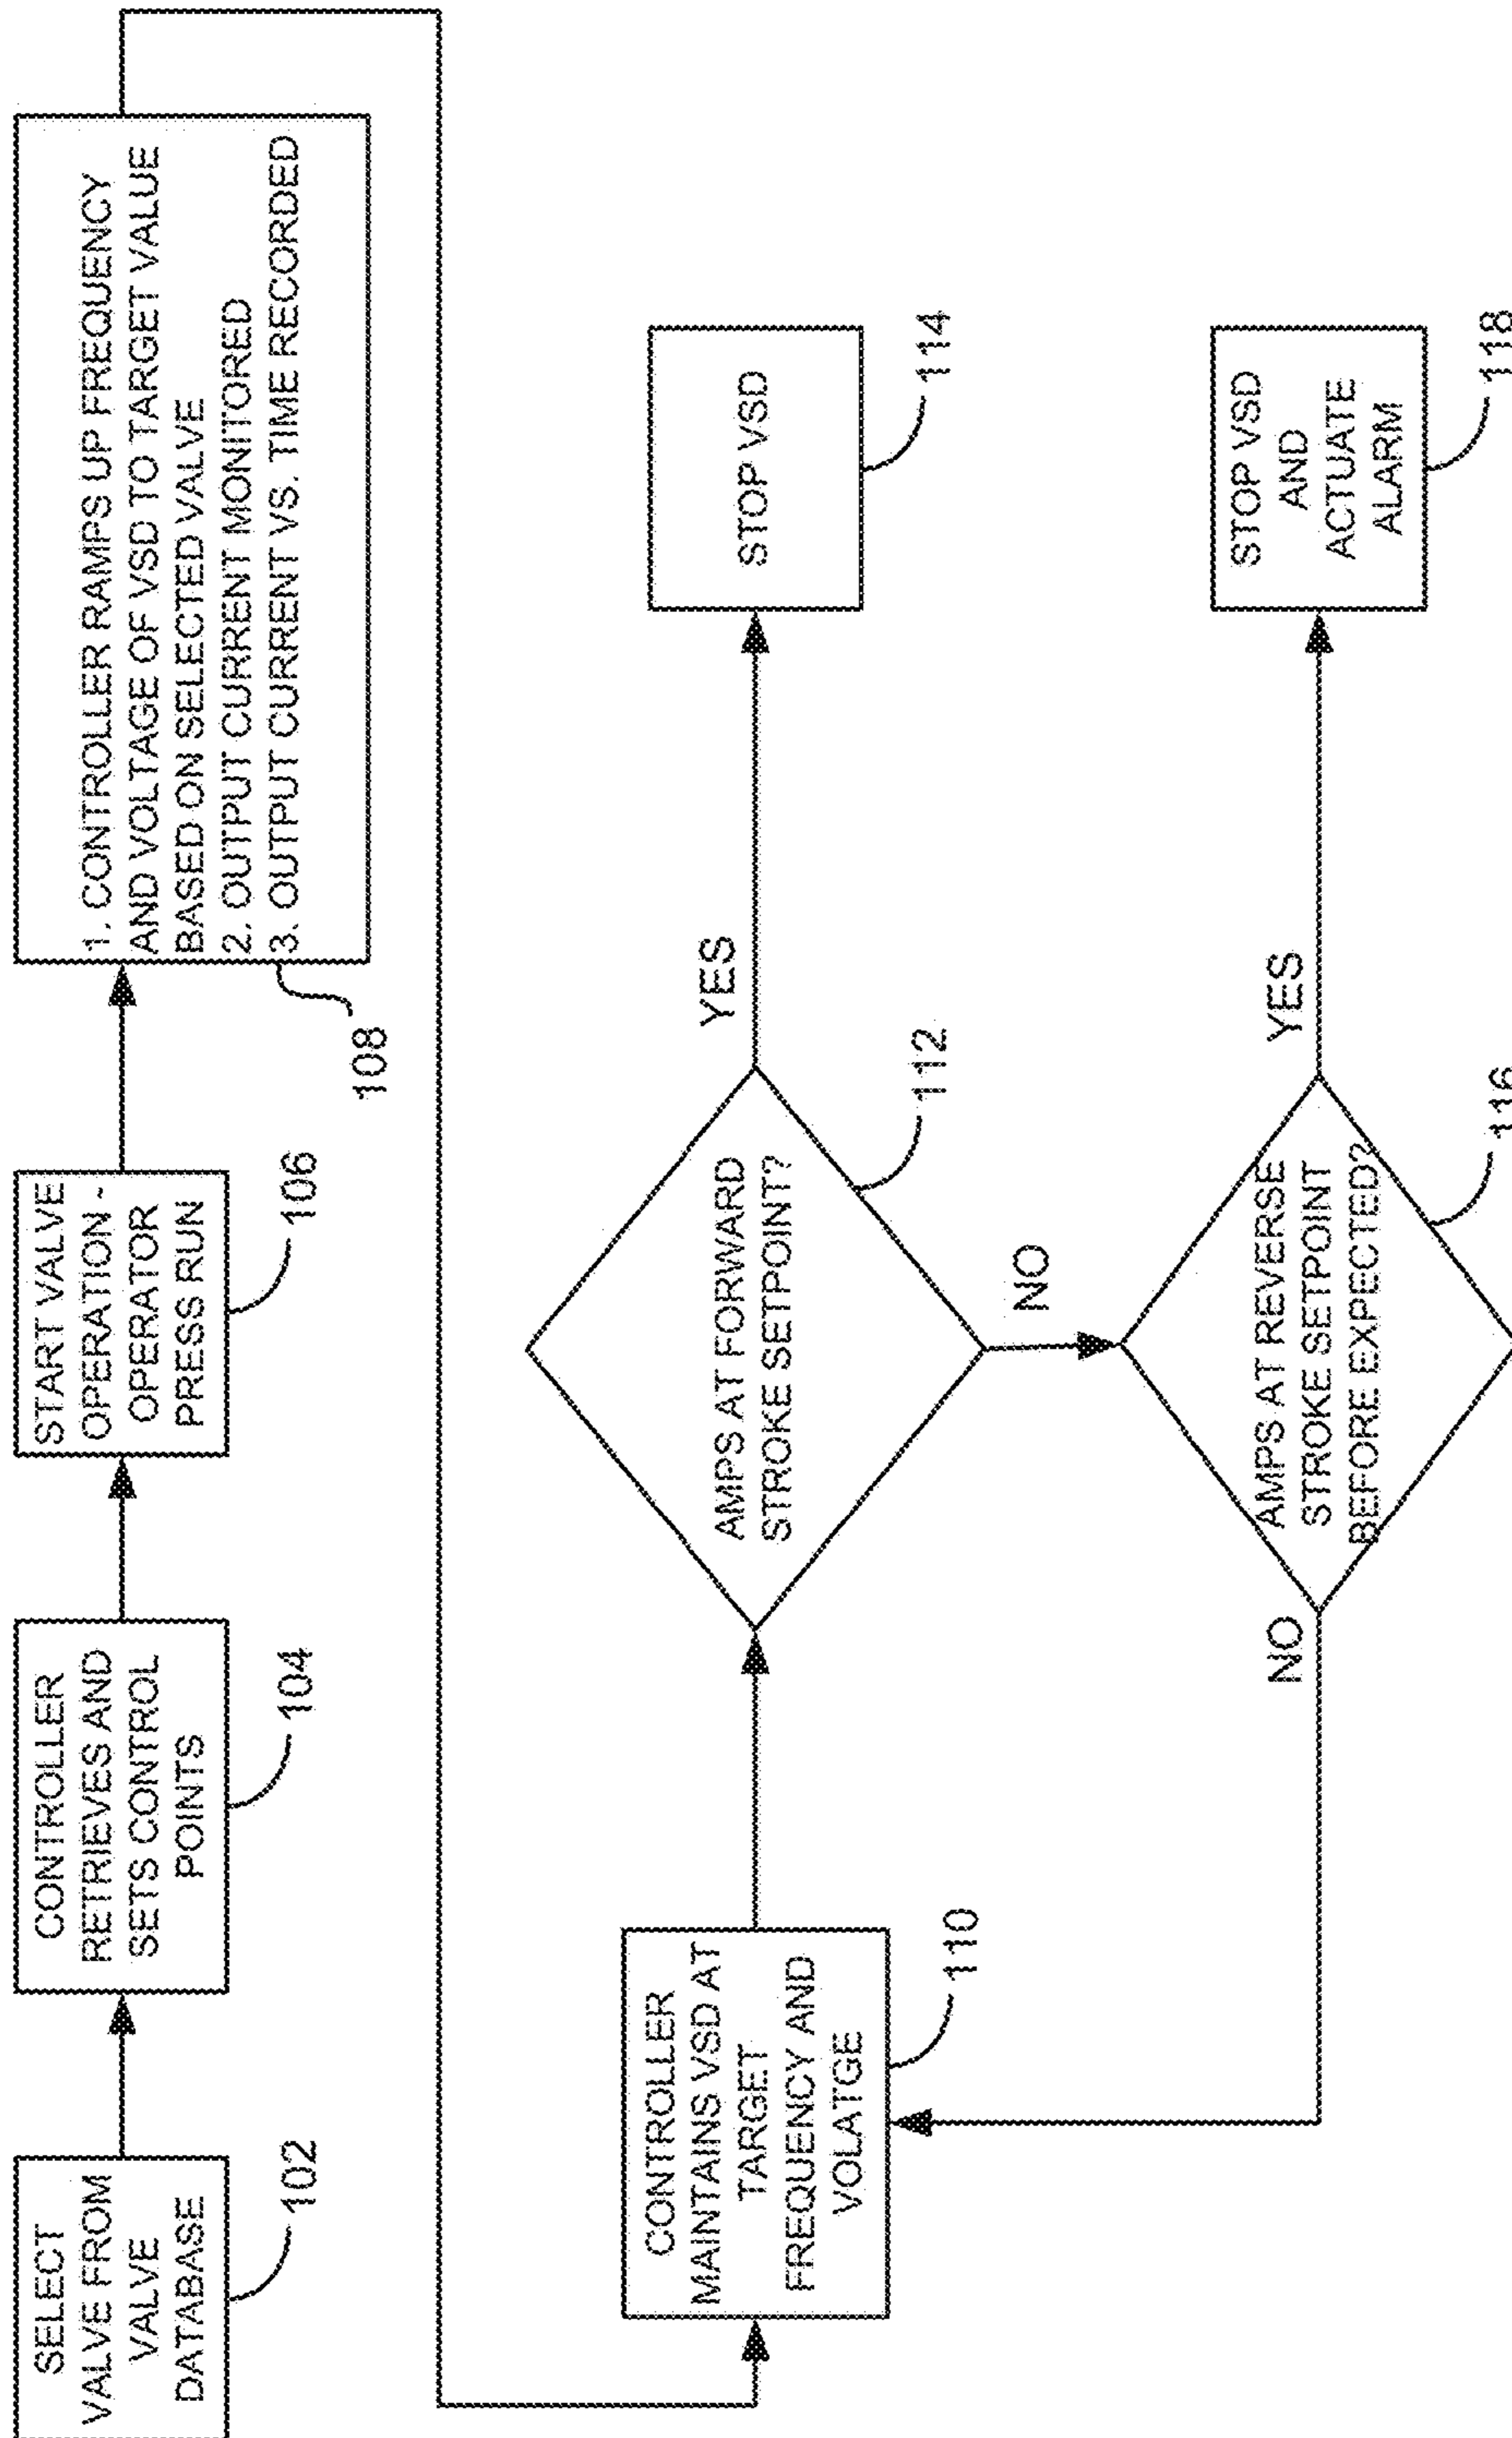 SELECT
VALVE FROM
VALVE
DATABASE
102
CONTROLLER
RETRIEVES AND
SETS CONTROL
POINTS
104
START VALVE
OPERATION -
OPERATOR
PRESS RUN
106
1. CONTROLLER RAMPS UP FREQUENCY
AND VOLTAGE OF VSD TO TARGET VALUE
BASED ON SELECTED VALVE
2. OUTPUT CURRENT MONITORED
3. OUTPUT CURRENT VS. TIME RECORDED
108
CONTROLLER
MAINTAINS VSD AT
TARGET
FREQUENCY AND
VOLATGE
110
AMPS AT FORWARD
STROKE SETPOINT?
112
YES
STOP VSD
114
NO
AMPS AT REVERSE
STROKE SETPOINT
BEFORE EXPECTED?
116
NO
YES
STOP VSD
AND
ACTUATE
ALARM
118